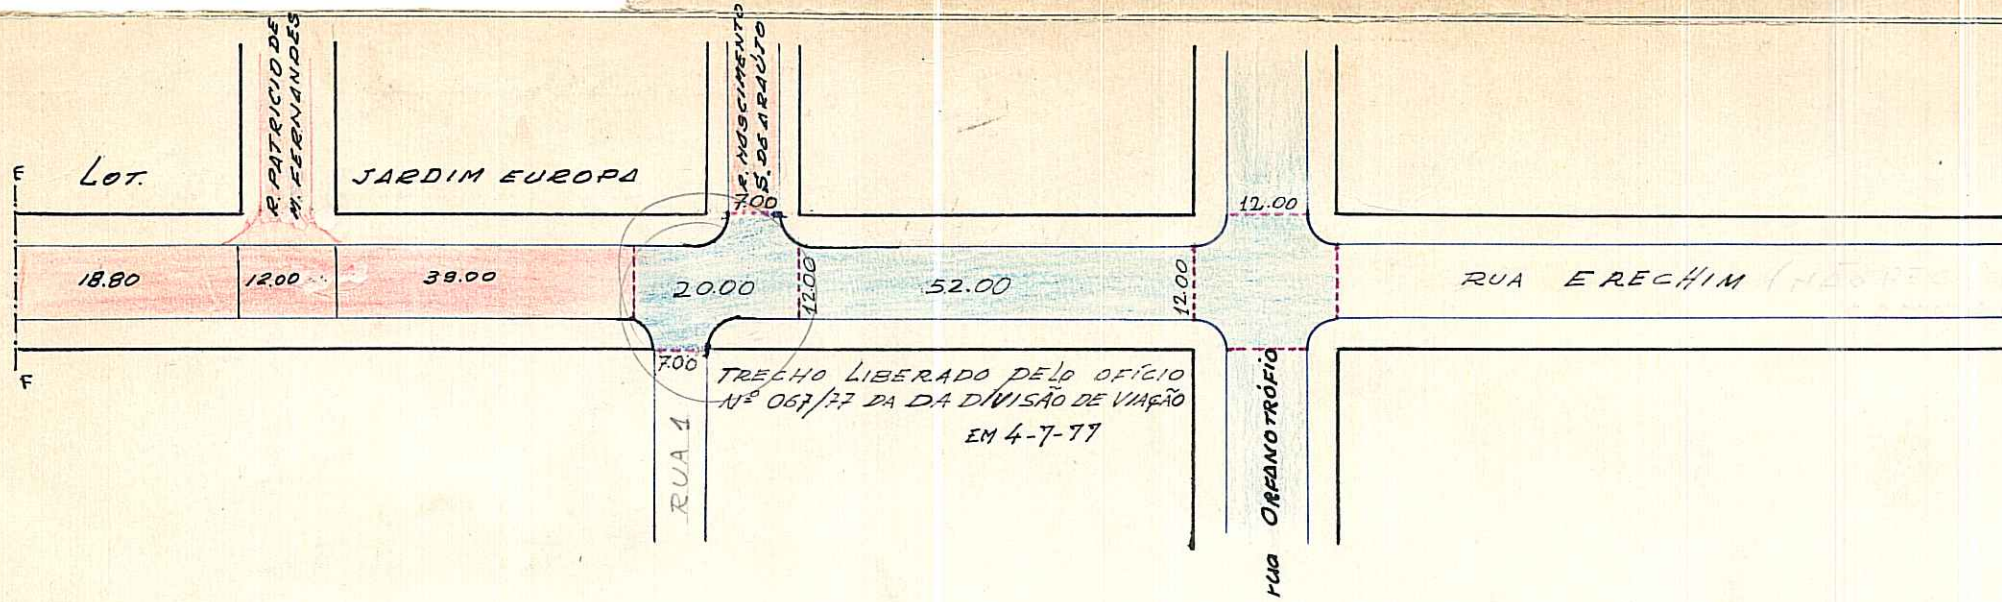 R. PATRICIO DE
M. FERNANDES
R. NASCIMENTO
S. DE ARAÚJO
E
LOT.
JARDIM EUROPA
7.00
12.00
18.80
12.00
39.00
20.00
12.00
52.00
12.00
RUA ERECHIM
F
7.00
TRECHO LIBERADO PELO OFÍCIO
Nº 067/77 DA DA DIVISÃO DE VIAÇÃO
EM 4-7-77
RUA 1
rua ORFANOTRÓFIO